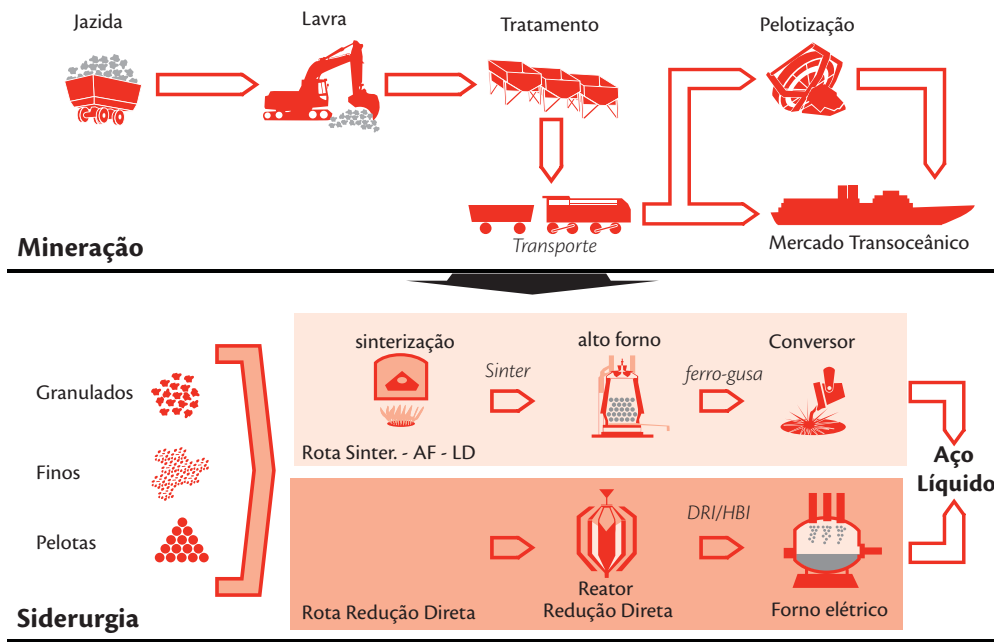 Jazida
Lavra
Tratamento
Pelotização
Transporte
Mercado Transoceânico
Mineração
sinterização
Sinter
alto forno
ferro-gusa
Conversor
Granulados
Rota Sinter. - AF - LD
Finos
Aço
Líquido
Pelotas
DRI/HBI
Reator
Redução Direta
Forno elétrico
Rota Redução Direta
Siderurgia